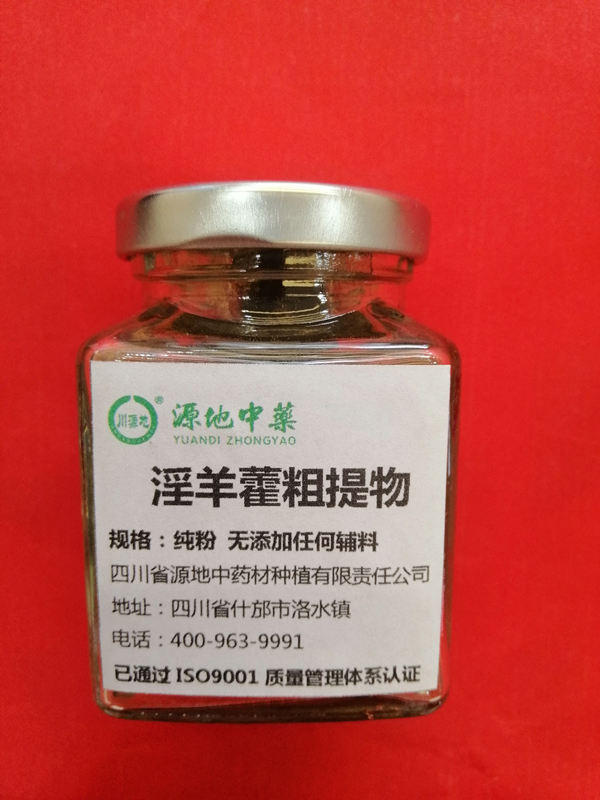 川源地®
源地中薬
YUANDI ZHONGYAO
淫羊藿粗提物
规格：纯粉 无添加任何辅料
四川省源地中药材种植有限责任公司
地址：四川省什邡市洛水镇
电话：400-963-9991
已通过 ISO9001 质量管理体系认证